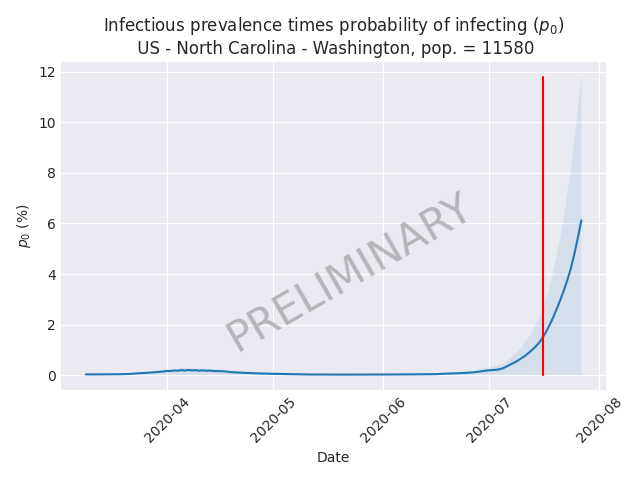 Infectious prevalence times probability of infecting (p₀)
US - North Carolina - Washington, pop. = 11580
12
10
8
6
4
2
0
p₀ (%)
PRELIMINARY
2020-04
2020-05
2020-06
2020-07
2020-08
Date